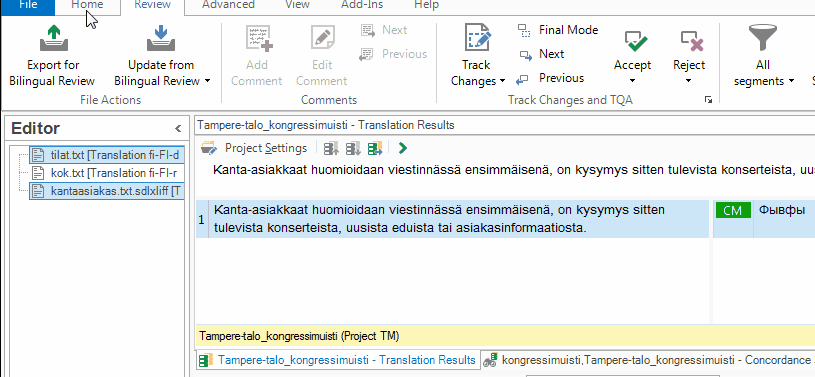 File Home Review Advanced View Add-Ins Help
Export for Bilingual Review
Update from Bilingual Review
File Actions
Add Comment
Edit Comment
Next
Previous
Comments
Track Changes
Final Mode
Next
Previous
Accept
Reject
Track Changes and TQA
All segments
Editor
tilat.txt [Translation fi-FI-d
kok.txt [Translation fi-FI-r
kantaasiakas.txt.sdlxliff [T
Tampere-talo_kongressimuisti - Translation Results
Project Settings
Kanta-asiakkaat huomioidaan viestinnässä ensimmäisenä, on kysymys sitten tulevista konserteista, uus
1 Kanta-asiakkaat huomioidaan viestinnässä ensimmäisenä, on kysymys sitten
tulevista konserteista, uusista eduista tai asiakasinformaatiosta.
CM Фывфы
Tampere-talo_kongressimuisti (Project TM)
Tampere-talo_kongressimuisti - Translation Results
kongressimuisti,Tampere-talo_kongressimuisti - Concordance